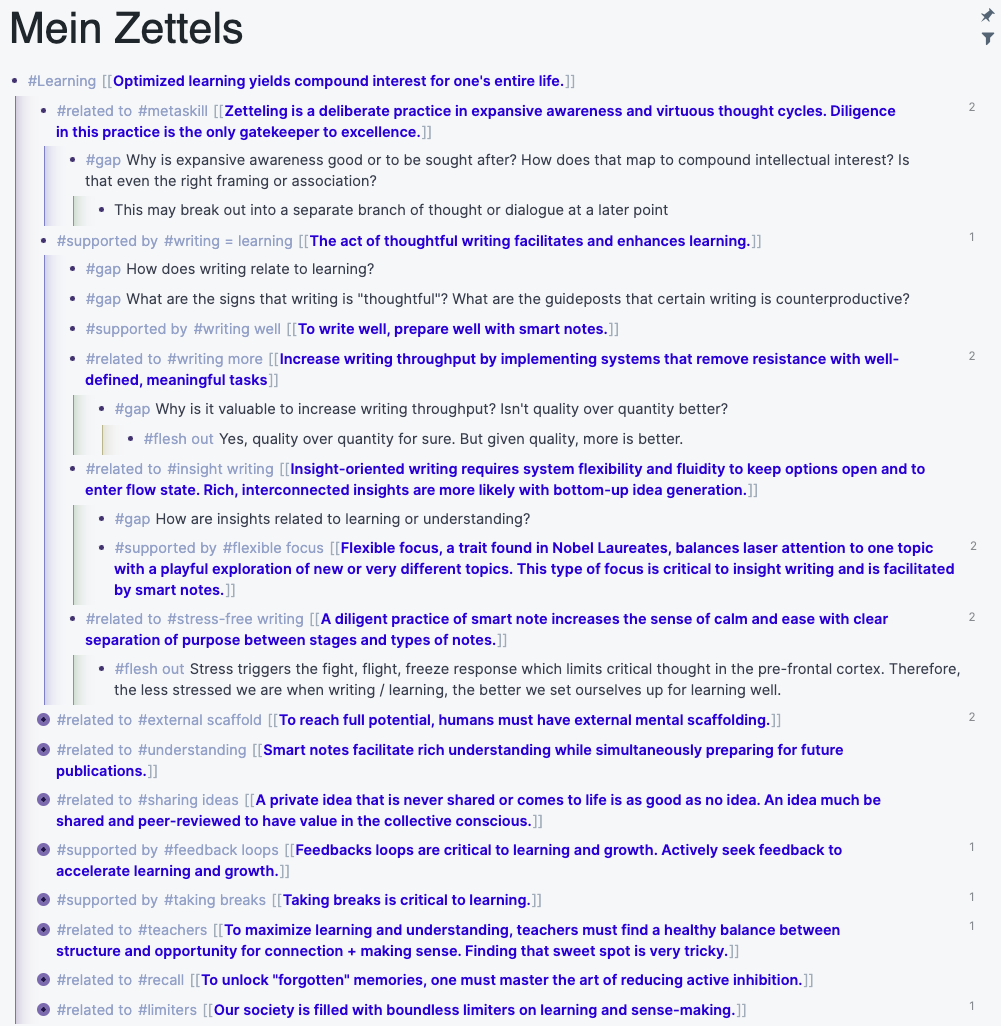 Mein Zettels
#Learning [[Optimized learning yields compound interest for one's entire life.]]
#related to #metaskill [[Zetteling is a deliberate practice in expansive awareness and virtuous thought cycles. Diligence 2
in this practice is the only gatekeeper to excellence.]]
#gap Why is expansive awareness good or to be sought after? How does that map to compound intellectual interest? Is
that even the right framing or association?
This may break out into a separate branch of thought or dialogue at a later point
#supported by #writing = learning [[The act of thoughtful writing facilitates and enhances learning.]] 1
#gap How does writing relate to learning?
#gap What are the signs that writing is "thoughtful"? What are the guideposts that certain writing is counterproductive?
#supported by #writing well [[To write well, prepare well with smart notes.]]
#related to #writing more [[Increase writing throughput by implementing systems that remove resistance with well- 2
defined, meaningful tasks]]
#gap Why is it valuable to increase writing throughput? Isn't quality over quantity better?
#flesh out Yes, quality over quantity for sure. But given quality, more is better.
#related to #insight writing [[Insight-oriented writing requires system flexibility and fluidity to keep options open and to
enter flow state. Rich, interconnected insights are more likely with bottom-up idea generation.]]
#gap How are insights related to learning or understanding?
#supported by #flexible focus [[Flexible focus, a trait found in Nobel Laureates, balances laser attention to one topic 2
with a playful exploration of new or very different topics. This type of focus is critical to insight writing and is facilitated
by smart notes.]]
#related to #stress-free writing [[A diligent practice of smart note increases the sense of calm and ease with clear 2
separation of purpose between stages and types of notes.]]
#flesh out Stress triggers the fight, flight, freeze response which limits critical thought in the pre-frontal cortex. Therefore,
the less stressed we are when writing / learning, the better we set ourselves up for learning well.
#related to #external scaffold [[To reach full potential, humans must have external mental scaffolding.]] 2
#related to #understanding [[Smart notes facilitate rich understanding while simultaneously preparing for future
publications.]]
#related to #sharing ideas [[A private idea that is never shared or comes to life is as good as no idea. An idea much be
shared and peer-reviewed to have value in the collective conscious.]]
#supported by #feedback loops [[Feedbacks loops are critical to learning and growth. Actively seek feedback to 1
accelerate learning and growth.]]
#supported by #taking breaks [[Taking breaks is critical to learning.]] 1
#related to #teachers [[To maximize learning and understanding, teachers must find a healthy balance between 1
structure and opportunity for connection + making sense. Finding that sweet spot is very tricky.]]
#related to #recall [[To unlock "forgotten" memories, one must master the art of reducing active inhibition.]]
#related to #limiters [[Our society is filled with boundless limiters on learning and sense-making.]] 1